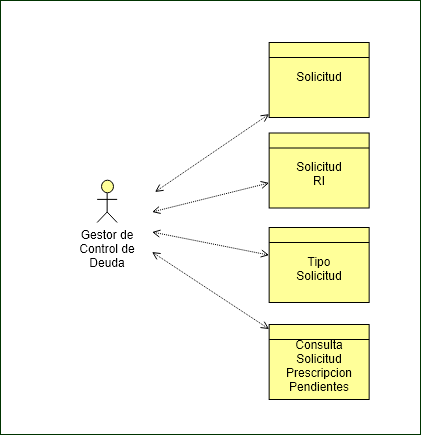 Solicitud
Solicitud
RI
Gestor de
Control de
Deuda
Tipo
Solicitud
Consulta
Solicitud
Prescripcion
Pendientes